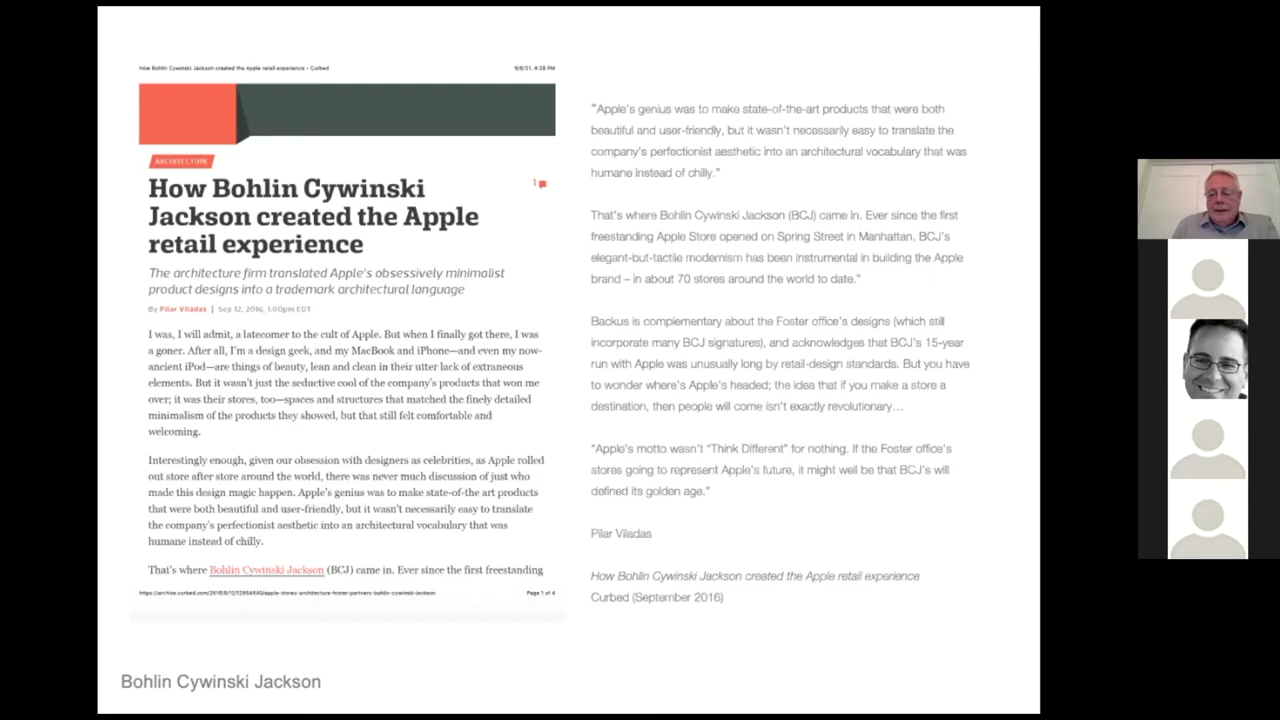 How Bohlin Cywinski Jackson created the Apple retail experience - Curbed
9/8/21, 4:28 PM
ARCHITECTURE
How Bohlin Cywinski
Jackson created the Apple
retail experience
1
The architecture firm translated Apple's obsessively minimalist
product designs into a trademark architectural language
By Pilar Viladas | Sep 12, 2016, 1:00pm EDT
I was, I will admit, a latecomer to the cult of Apple. But when I finally got there, I was
a goner. After all, I'm a design geek, and my MacBook and iPhone—and even my now-
ancient iPod—are things of beauty, lean and clean in their utter lack of extraneous
elements. But it wasn't just the seductive cool of the company's products that won me
over; it was their stores, too—spaces and structures that matched the finely detailed
minimalism of the products they showed, but that still felt comfortable and
welcoming.
Interestingly enough, given our obsession with designers as celebrities, as Apple rolled
out store after store around the world, there was never much discussion of just who
made this design magic happen. Apple's genius was to make state-of-the art products
that were both beautiful and user-friendly, but it wasn't necessarily easy to translate
the company's perfectionist aesthetic into an architectural vocabulary that was
humane instead of chilly.
That's where Bohlin Cywinski Jackson (BCJ) came in. Ever since the first freestanding
Page 1 of 4
“Apple's genius was to make state-of-the-art products that were both
beautiful and user-friendly, but it wasn't necessarily easy to translate the
company's perfectionist aesthetic into an architectural vocabulary that was
humane instead of chilly.”
That's where Bohlin Cywinski Jackson (BCJ) came in. Ever since the first
freestanding Apple Store opened on Spring Street in Manhattan, BCJ's
elegant-but-tactile modernism has been instrumental in building the Apple
brand – in about 70 stores around the world to date.”
Backus is complementary about the Foster office's designs (which still
incorporate many BCJ signatures), and acknowledges that BCJ's 15-year
run with Apple was unusually long by retail-design standards. But you have
to wonder where's Apple's headed; the idea that if you make a store a
destination, then people will come isn't exactly revolutionary…
“Apple's motto wasn't “Think Different” for nothing. If the Foster office's
stores going to represent Apple's future, it might well be that BCJ's will
defined its golden age.”
Pilar Viladas
How Bohlin Cywinski Jackson created the Apple retail experience
Curbed (September 2016)
Bohlin Cywinski Jackson